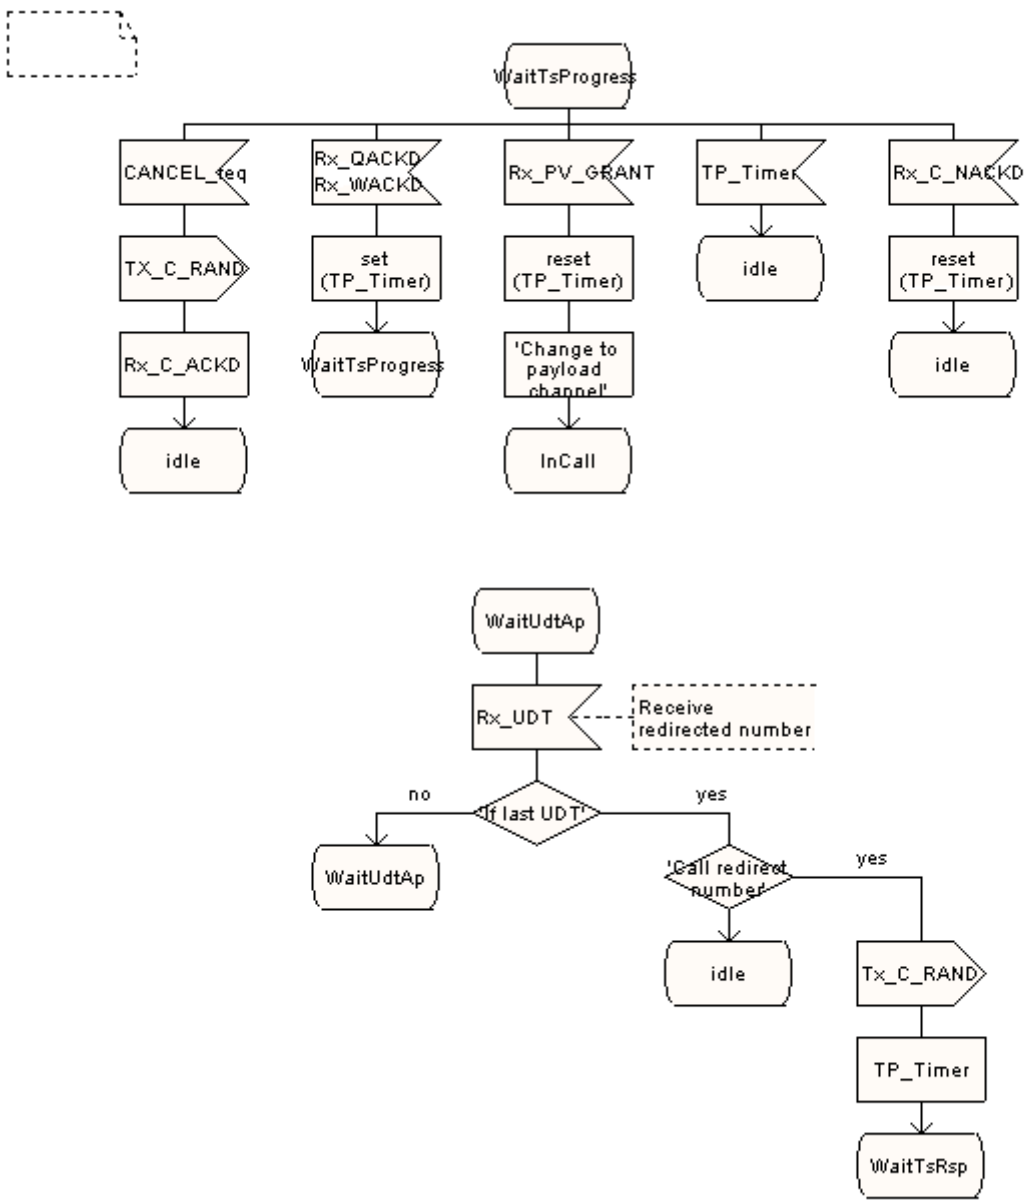 WaitTsProgress
CANCEL_req
Rx_QACKD
Rx_WACKD
Rx_PV_GRANT
TP_Timer
Rx_C_NACKD
TX_C_RAND
set
(TP_Timer)
reset
(TP_Timer)
idle
reset
(TP_Timer)
Rx_C_ACKD
WaitTsProgress
'Change to
payload
channel'
idle
idle
InCall
WaitUdtAp
Rx_UDT
Receive
redirected number
no
'If last UDT'
yes
WaitUdtAp
'Call redirect
number'
yes
idle
Tx_C_RAND
TP_Timer
WaitTsRsp